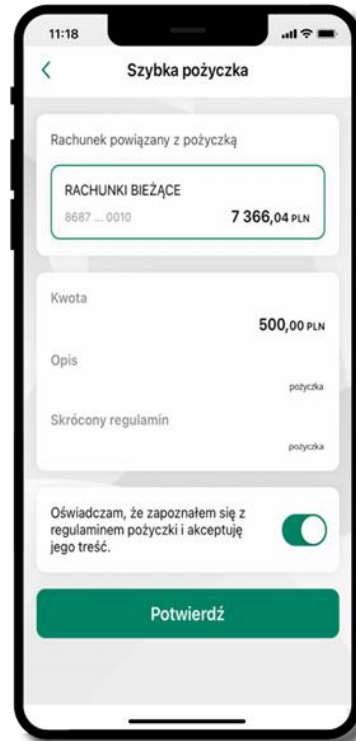 11:18
Szybka pożyczka
Rachunek powiązany z pożyczką
RACHUNKI BIEŻĄCE
8687 ... 0010 7 366,04 PLN
Kwota
500,00 PLN
Opis
pożyczka
Skrócony regulamin
pożyczka
Oświadczam, że zapoznałem się z
regulaminem pożyczki i akceptuję
jego treść.
Potwierdź